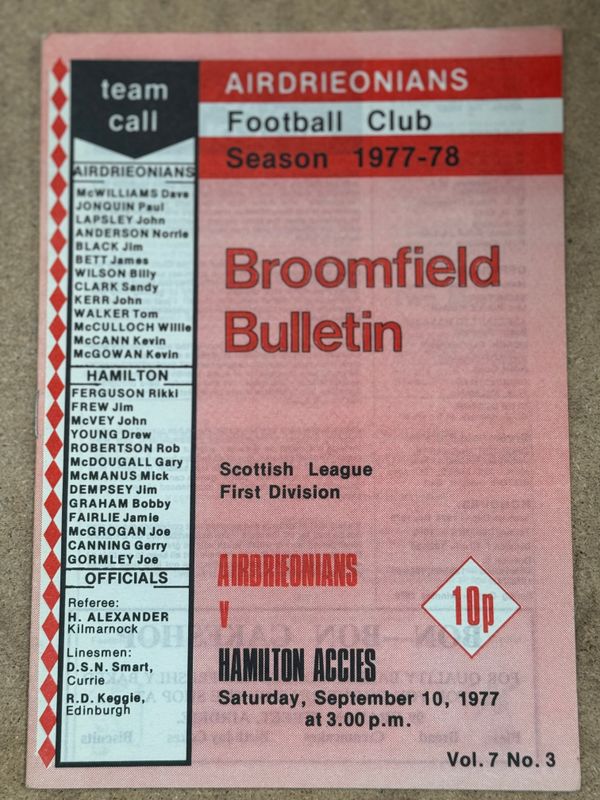 team
call
AIRDRIEONIANS
McWILLIAMS Dave
JONQUIN Paul
LAPSLEY John
ANDERSON Norrie
BLACK Jim
BETT James
WILSON Billy
CLARK Sandy
KERR John
WALKER Tom
McCULLOCH Willie
McCANN Kevin
McGOWAN Kevin
HAMILTON
FERGUSON Rikki
FREW Jim
McVEY John
YOUNG Drew
ROBERTSON Rob
McDOUGALL Gary
McMANUS Mick
DEMPSEY Jim
GRAHAM Bobby
FAIRLIE Jamie
McGROGAN Joe
CANNING Gerry
GORMLEY Joe
OFFICIALS
Referee:
H. ALEXANDER
Kilmarnock
Linesmen:
D.S.N. Smart,
Currie
R.D. Keggie,
Edinburgh
AIRDRIEONIANS
Football Club
Season 1977-78
Broomfield
Bulletin
Scottish League
First Division
AIRDRIEONIANS
v
HAMILTON ACCIES
10p
Saturday, September 10, 1977
at 3.00 p.m.
Vol. 7 No. 3